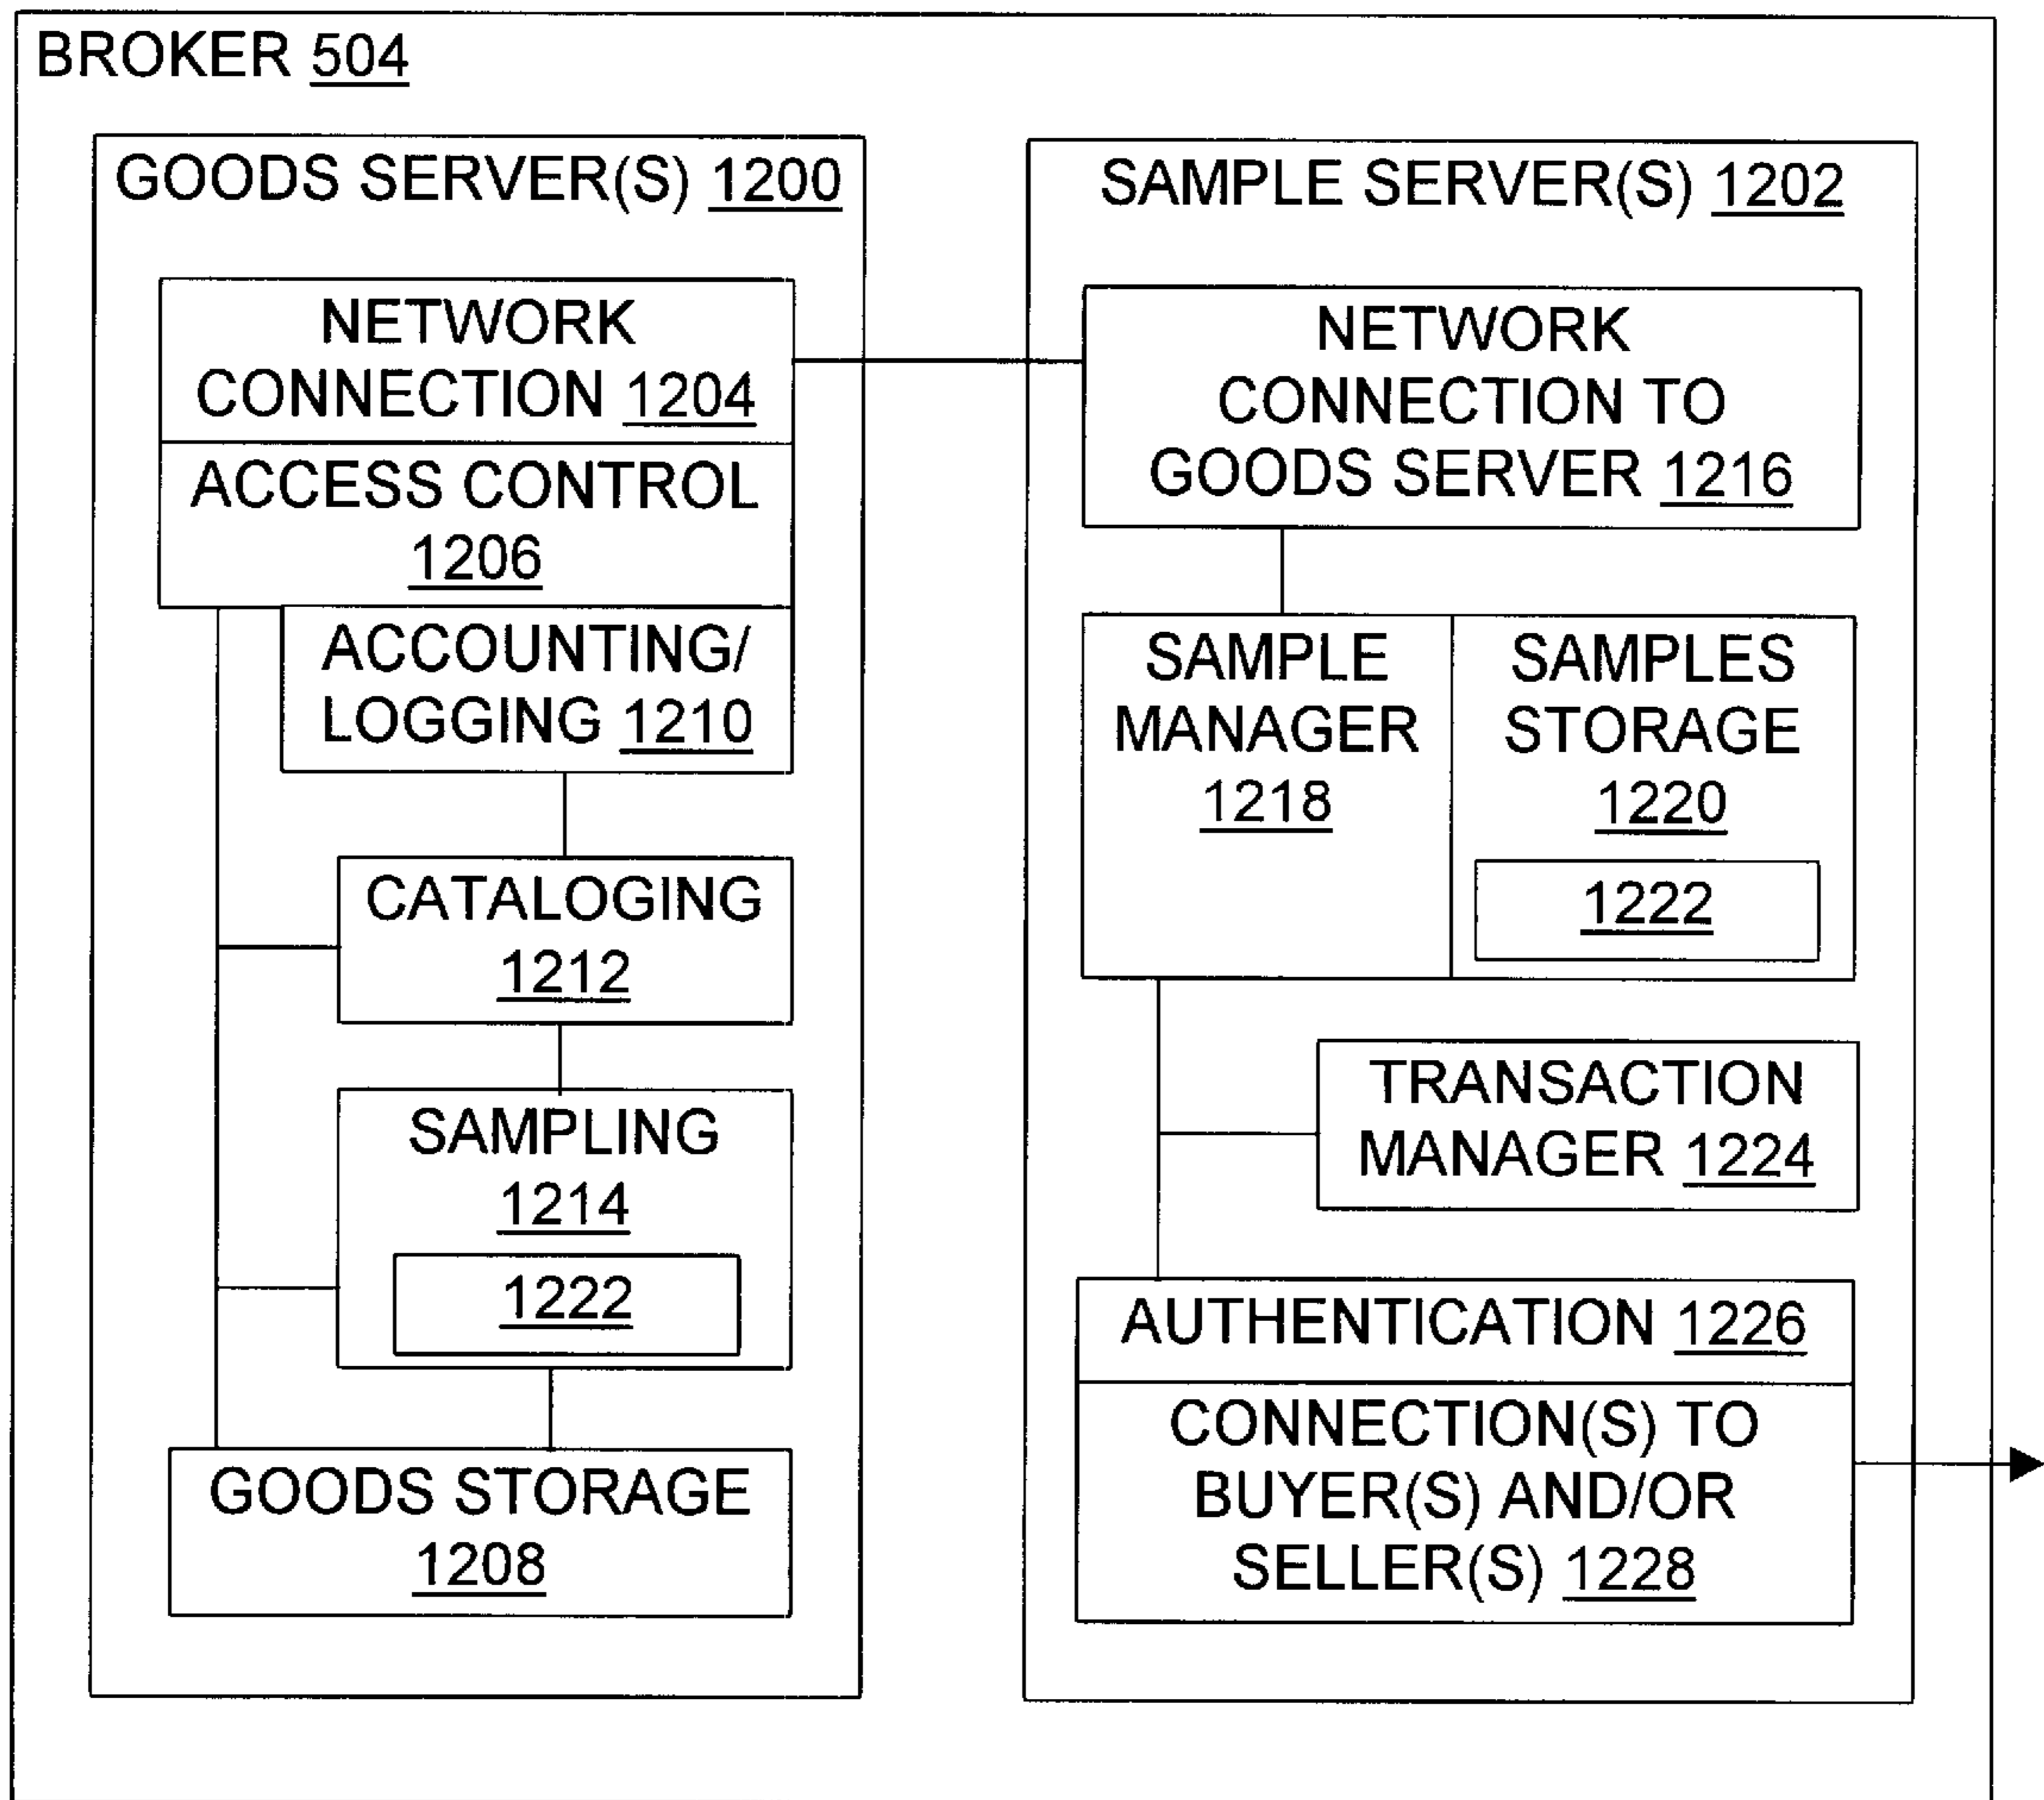 BROKER 504
GOODS SERVER(S) 1200
NETWORK
CONNECTION 1204
ACCESS CONTROL
1206
ACCOUNTING/
LOGGING 1210
CATALOGING
1212
SAMPLING
1214
1222
GOODS STORAGE
1208
SAMPLE SERVER(S) 1202
NETWORK
CONNECTION TO
GOODS SERVER 1216
SAMPLE
MANAGER
1218
SAMPLES
STORAGE
1220
1222
TRANSACTION
MANAGER 1224
AUTHENTICATION 1226
CONNECTION(S) TO
BUYER(S) AND/OR
SELLER(S) 1228